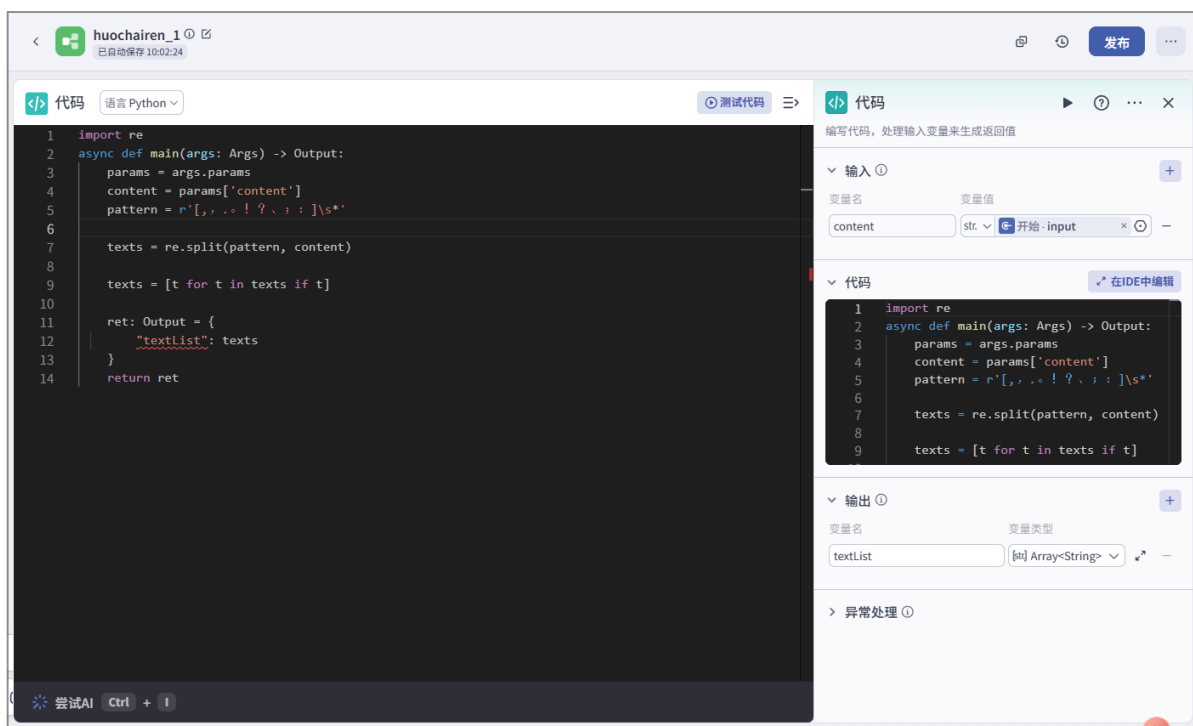 huochairen_1
已自动保存 10:02:24
发布
代码
语言 Python
测试代码
1 import re
2 async def main(args: Args) -> Output:
3     params = args.params
4     content = params['content']
5     pattern = r'[,，.。！？、；：]\s*'
6
7     texts = re.split(pattern, content)
8
9     texts = [t for t in texts if t]
10
11     ret: Output = {
12         "textList": texts
13     }
14     return ret
尝试AI Ctrl + I
代码
编写代码，处理输入变量来生成返回值
输入
+
变量名 变量值
content str. 开始 - input × −
代码
在IDE中编辑
1 import re
2 async def main(args: Args) -> Output:
3     params = args.params
4     content = params['content']
5     pattern = r'[,，.。！？、；：]\s*'
6
7     texts = re.split(pattern, content)
8
9     texts = [t for t in texts if t]
输出
+
变量名 变量类型
textList [str] Array<String> −
异常处理